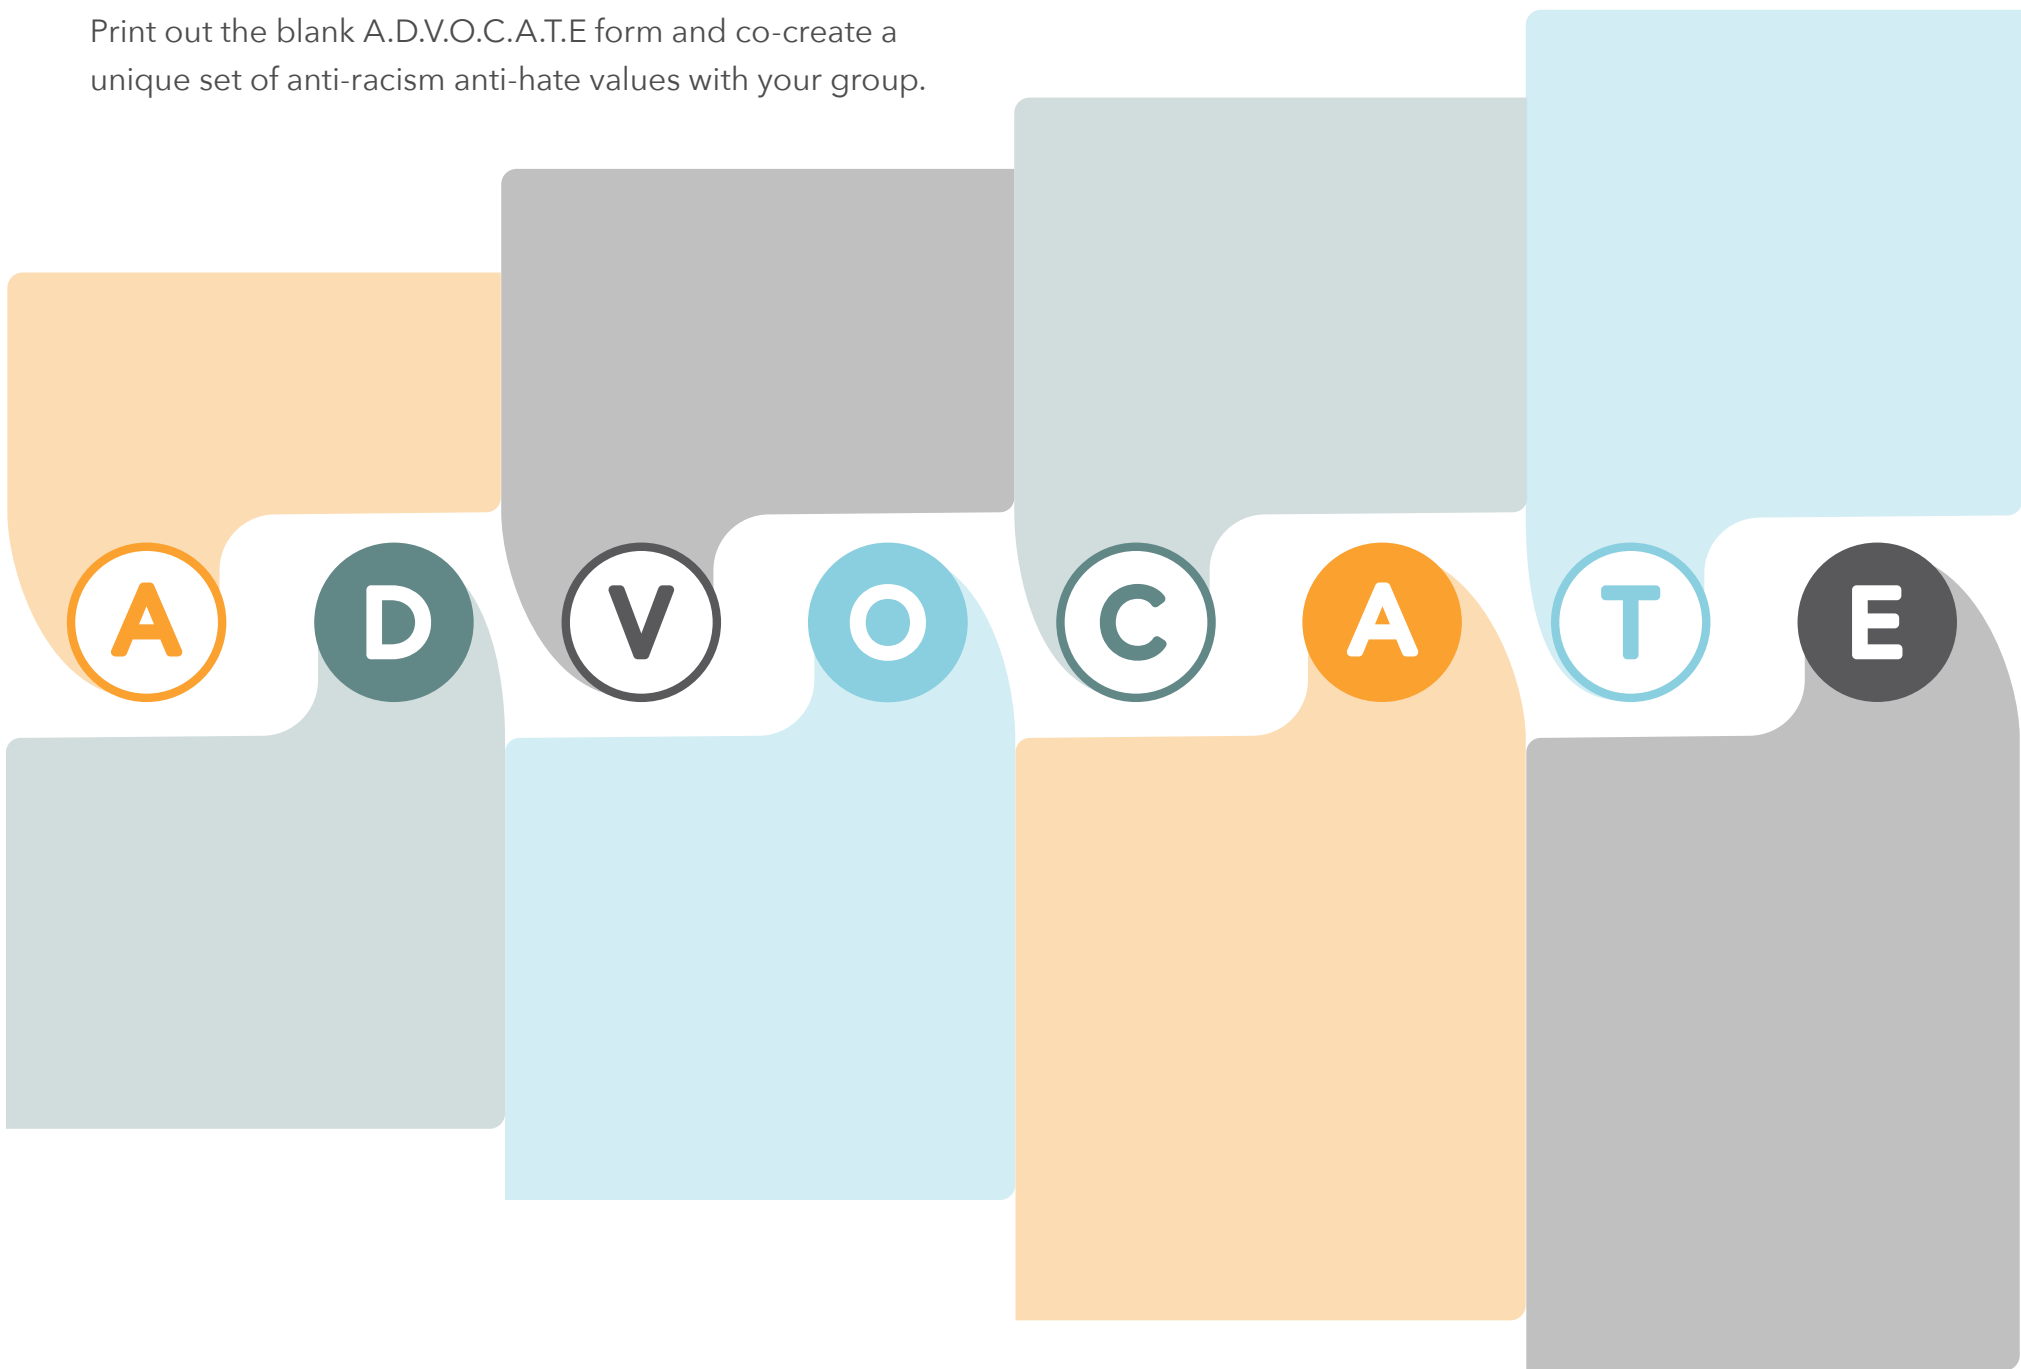 Print out the blank A.D.V.O.C.A.T.E form and co-create a
unique set of anti-racism anti-hate values with your group.
A D V O C A T E